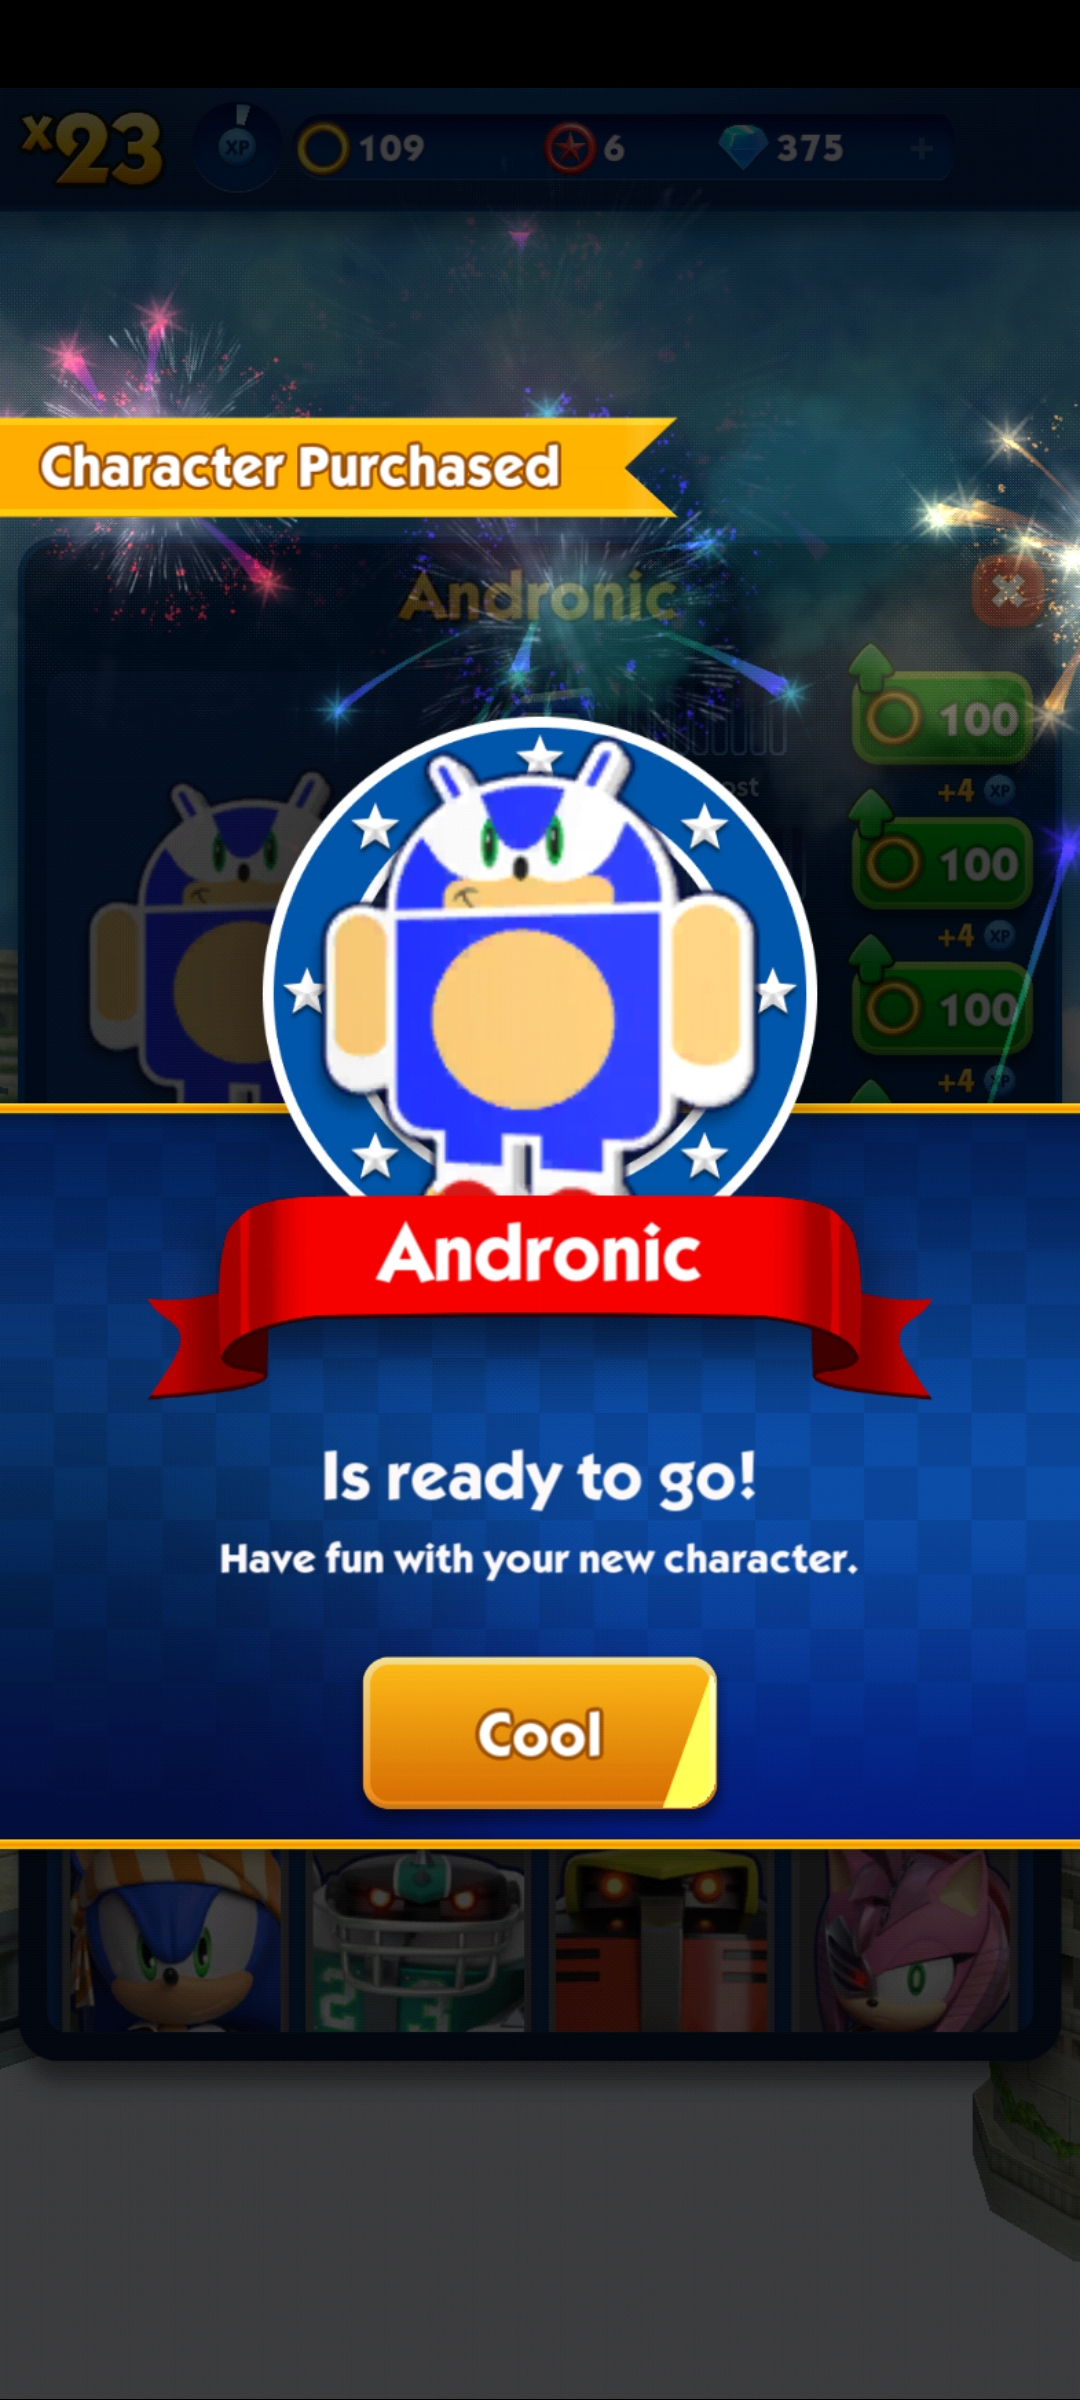 x23
XP
109
6
375
+
Character Purchased
Andronic
100
+4 XP
100
+4 XP
100
+4 XP
Andronic
Is ready to go!
Have fun with your new character.
Cool